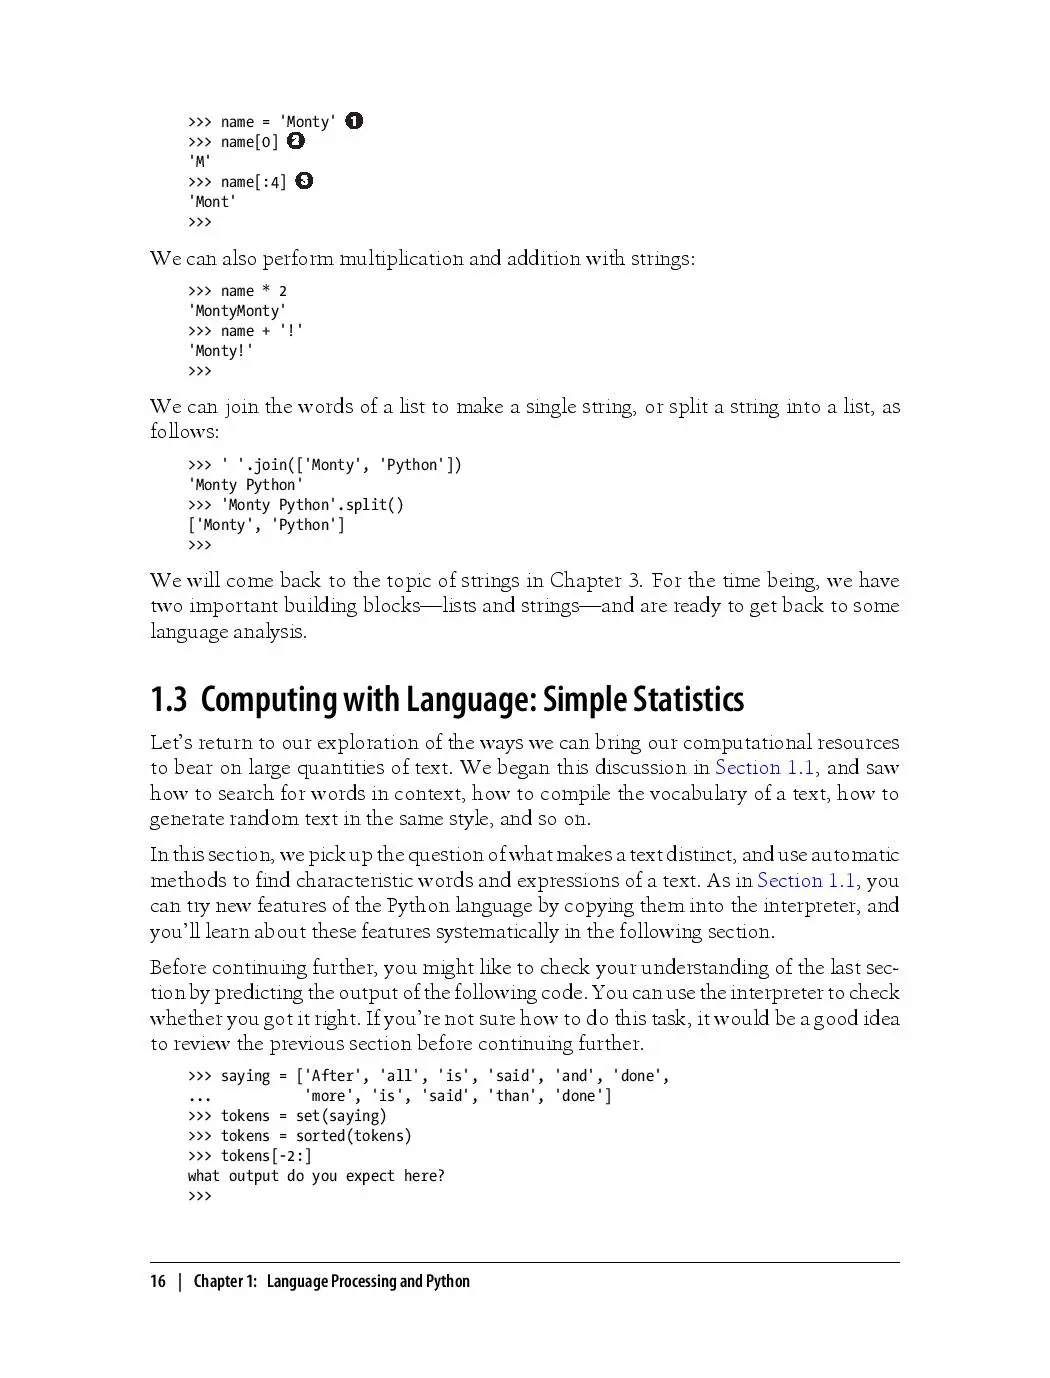 >>> name = 'Monty' ❶
>>> name[0] ❷
'M'
>>> name[:4] ❸
'Mont'
>>>
We can also perform multiplication and addition with strings:
>>> name * 2
'MontyMonty'
>>> name + '!'
'Monty!'
>>>
We can join the words of a list to make a single string, or split a string into a list, as
follows:
>>> ' '.join(['Monty', 'Python'])
'Monty Python'
>>> 'Monty Python'.split()
['Monty', 'Python']
>>>
We will come back to the topic of strings in Chapter 3. For the time being, we have
two important building blocks—lists and strings—and are ready to get back to some
language analysis.
1.3 Computing with Language: Simple Statistics
Let’s return to our exploration of the ways we can bring our computational resources
to bear on large quantities of text. We began this discussion in Section 1.1, and saw
how to search for words in context, how to compile the vocabulary of a text, how to
generate random text in the same style, and so on.
In this section, we pick up the question of what makes a text distinct, and use automatic
methods to find characteristic words and expressions of a text. As in Section 1.1, you
can try new features of the Python language by copying them into the interpreter, and
you’ll learn about these features systematically in the following section.
Before continuing further, you might like to check your understanding of the last sec-
tion by predicting the output of the following code. You can use the interpreter to check
whether you got it right. If you’re not sure how to do this task, it would be a good idea
to review the previous section before continuing further.
>>> saying = ['After', 'all', 'is', 'said', 'and', 'done',
...           'more', 'is', 'said', 'than', 'done']
>>> tokens = set(saying)
>>> tokens = sorted(tokens)
>>> tokens[-2:]
what output do you expect here?
>>>
16 | Chapter 1: Language Processing and Python